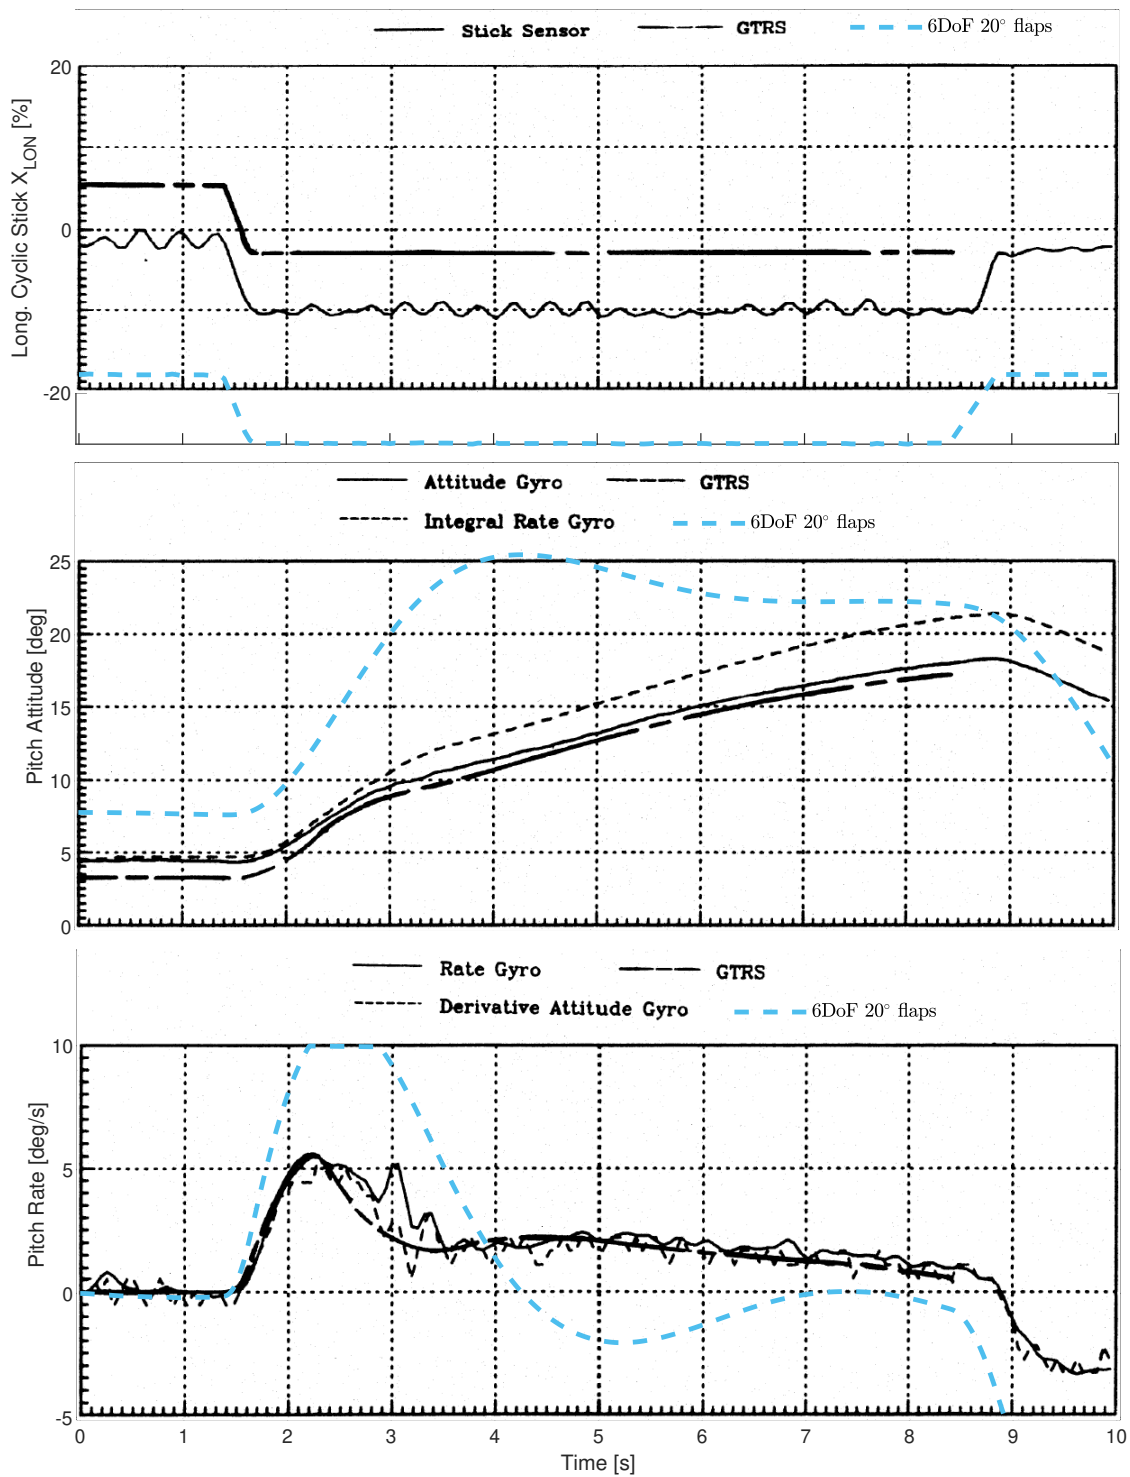 Stick Sensor GTRS 6DoF 20° flaps
20
0
-20
Long. Cyclic Stick X_LON [%]
Attitude Gyro GTRS
Integral Rate Gyro 6DoF 20° flaps
25
20
15
10
5
0
Pitch Attitude [deg]
Rate Gyro GTRS
Derivative Attitude Gyro 6DoF 20° flaps
10
5
0
-5
Pitch Rate [deg/s]
0 1 2 3 4 5 6 7 8 9 10
Time [s]